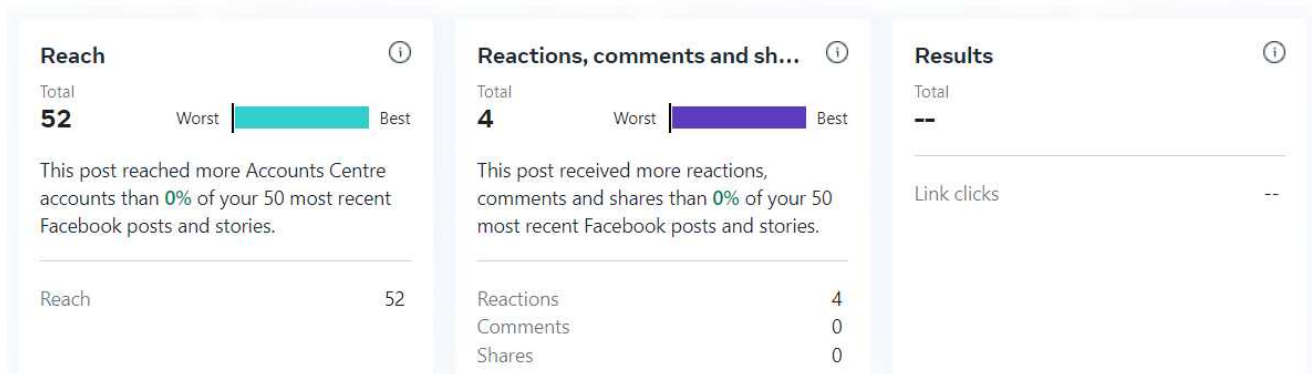 Reach
Total
52
Worst
Best
This post reached more Accounts Centre
accounts than 0% of your 50 most recent
Facebook posts and stories.
Reach 52
Reactions, comments and sh...
Total
4
Worst
Best
This post received more reactions,
comments and shares than 0% of your 50
most recent Facebook posts and stories.
Reactions 4
Comments 0
Shares 0
Results
Total
--
Link clicks --